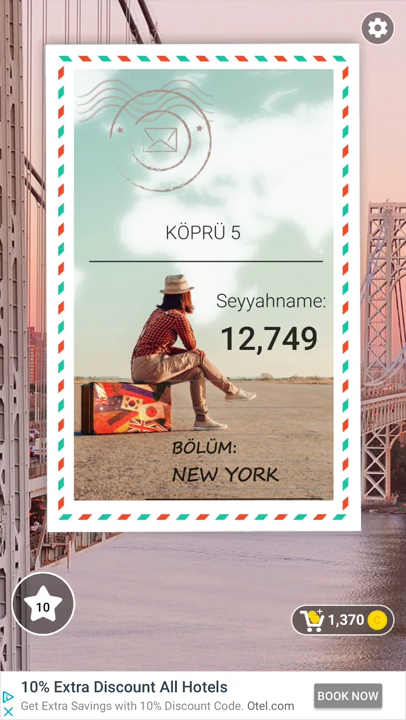 KÖPRÜ 5
Seyyahname:
12,749
BÖLÜM:
NEW YORK
10
1,370
10% Extra Discount All Hotels
Get Extra Savings with 10% Discount Code. Otel.com
BOOK NOW